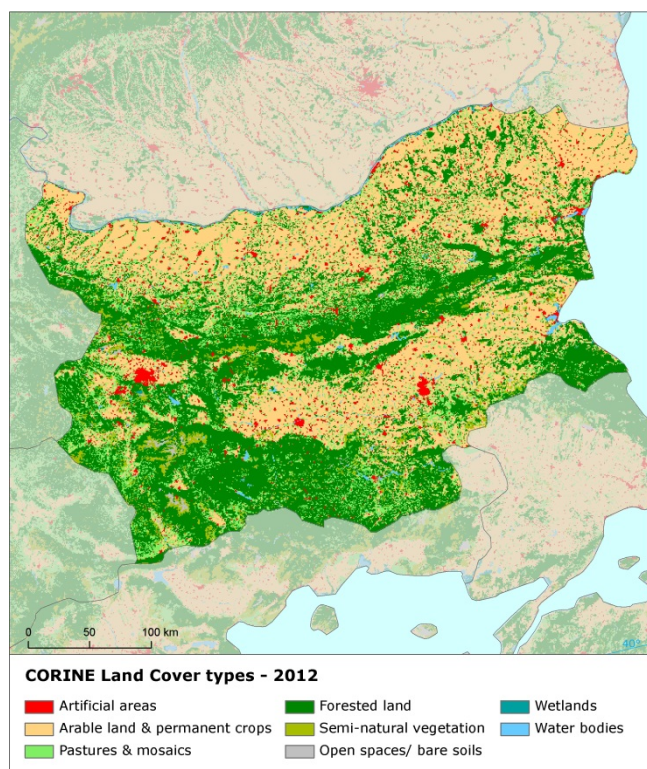 40°
0 50 100 km
CORINE Land Cover types - 2012
Artificial areas Forested land Wetlands
Arable land & permanent crops Semi-natural vegetation Water bodies
Pastures & mosaics Open spaces/ bare soils